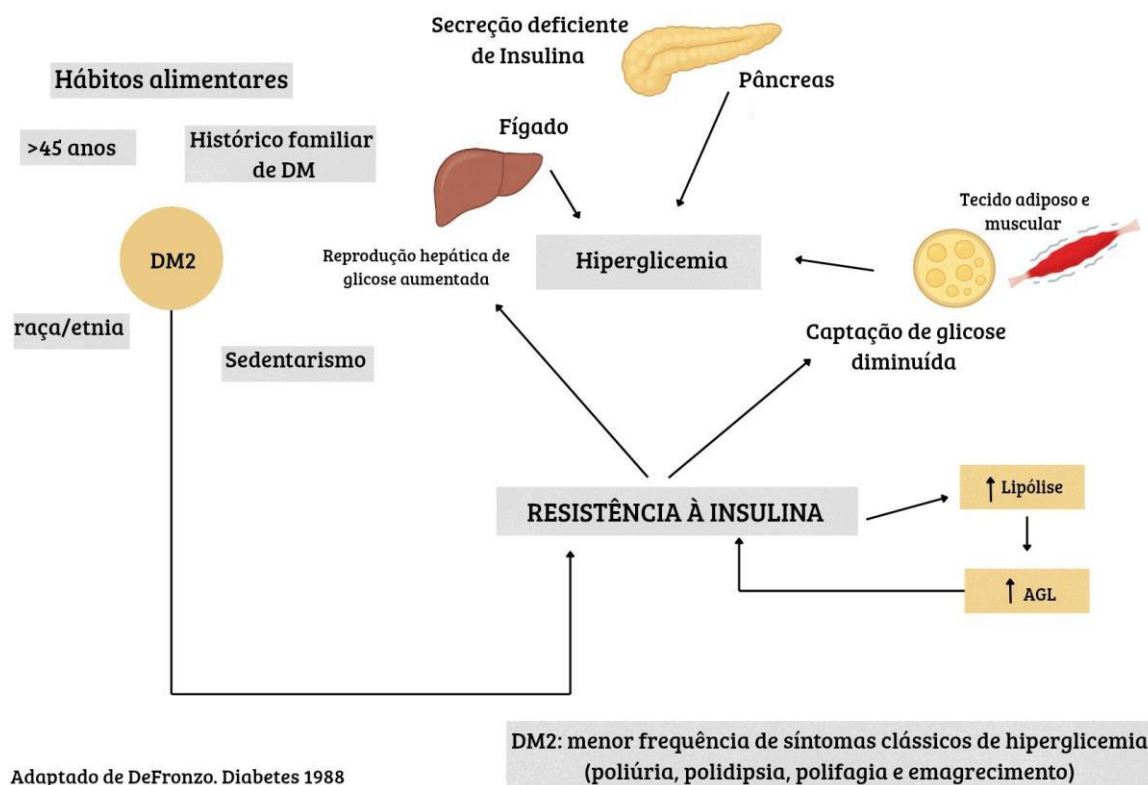 Secreção deficiente
de Insulina
Pâncreas
Hábitos alimentares
>45 anos
Histórico familiar
de DM
Fígado
Tecido adiposo e
muscular
DM2
Reprodução hepática de
glicose aumentada
Hiperglicemia
raça/etnia
Sedentarismo
Captação de glicose
diminuída
RESISTÊNCIA À INSULINA
↑ Lipólise
↑ AGL
DM2: menor frequência de síntomas clássicos de hiperglicemia
(poliúria, polidipsia, polifagia e emagrecimento)
Adaptado de DeFronzo. Diabetes 1988